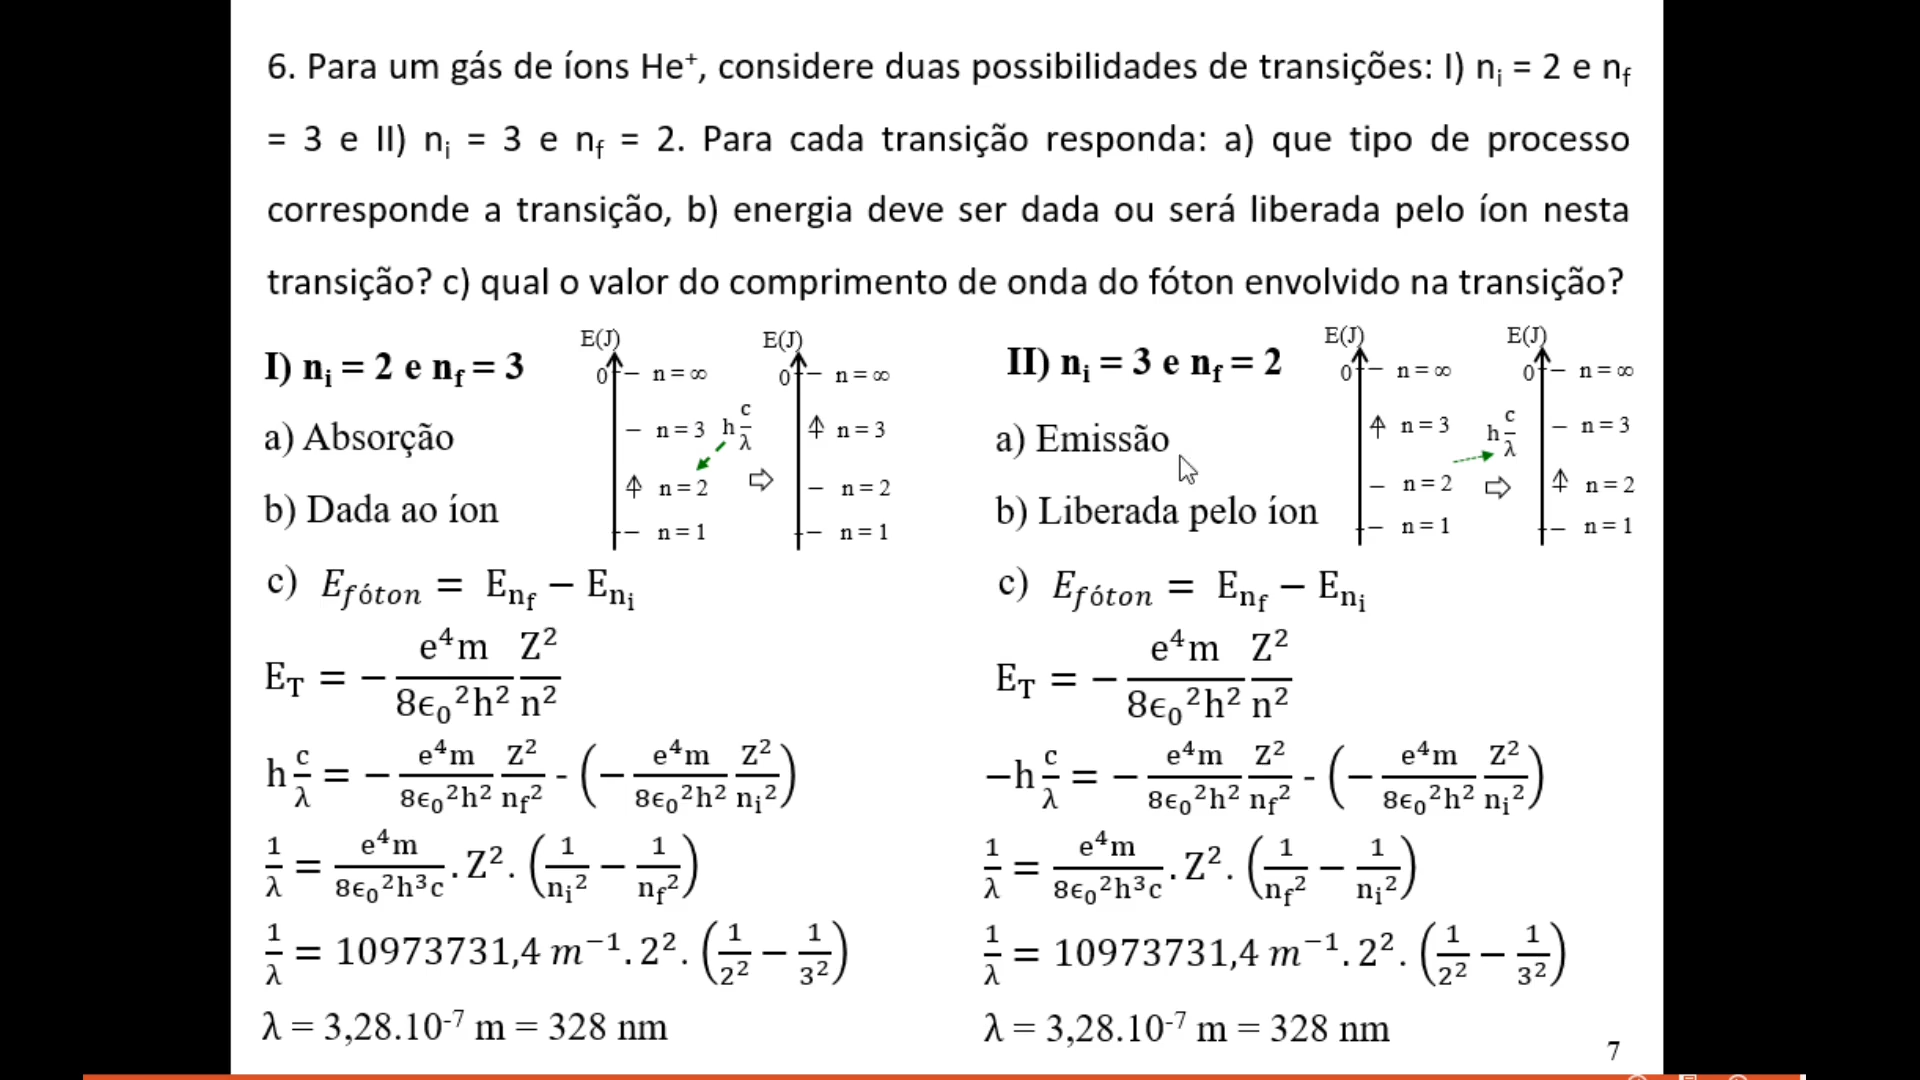 6. Para um gás de íons He⁺, considere duas possibilidades de transições: I) nᵢ = 2 e n_f
= 3 e II) nᵢ = 3 e n_f = 2. Para cada transição responda: a) que tipo de processo
corresponde a transição, b) energia deve ser dada ou será liberada pelo íon nesta
transição? c) qual o valor do comprimento de onda do fóton envolvido na transição?
I) nᵢ = 2 e n_f = 3
a) Absorção
b) Dada ao íon
E(J)
0 n = ∞
n = 3 h c/λ
n = 2
n = 1
E(J)
0 n = ∞
n = 3
n = 2
n = 1
c) E_fóton = E_n_f − E_n_i
E_T = − e⁴m/8ϵ₀²h² Z²/n²
h c/λ = − e⁴m/8ϵ₀²h² Z²/n_f² - (− e⁴m/8ϵ₀²h² Z²/nᵢ²)
1/λ = e⁴m/8ϵ₀²h³c . Z². (1/nᵢ² − 1/n_f²)
1/λ = 10973731,4 m⁻¹. 2². (1/2² − 1/3²)
λ = 3,28.10⁻⁷ m = 328 nm
II) nᵢ = 3 e n_f = 2
a) Emissão
b) Liberada pelo íon
E(J)
0 n = ∞
n = 3 h c/λ
n = 2
n = 1
E(J)
0 n = ∞
n = 3
n = 2
n = 1
c) E_fóton = E_n_f − E_n_i
E_T = − e⁴m/8ϵ₀²h² Z²/n²
−h c/λ = − e⁴m/8ϵ₀²h² Z²/n_f² - (− e⁴m/8ϵ₀²h² Z²/nᵢ²)
1/λ = e⁴m/8ϵ₀²h³c . Z². (1/n_f² − 1/nᵢ²)
1/λ = 10973731,4 m⁻¹. 2². (1/2² − 1/3²)
λ = 3,28.10⁻⁷ m = 328 nm
7